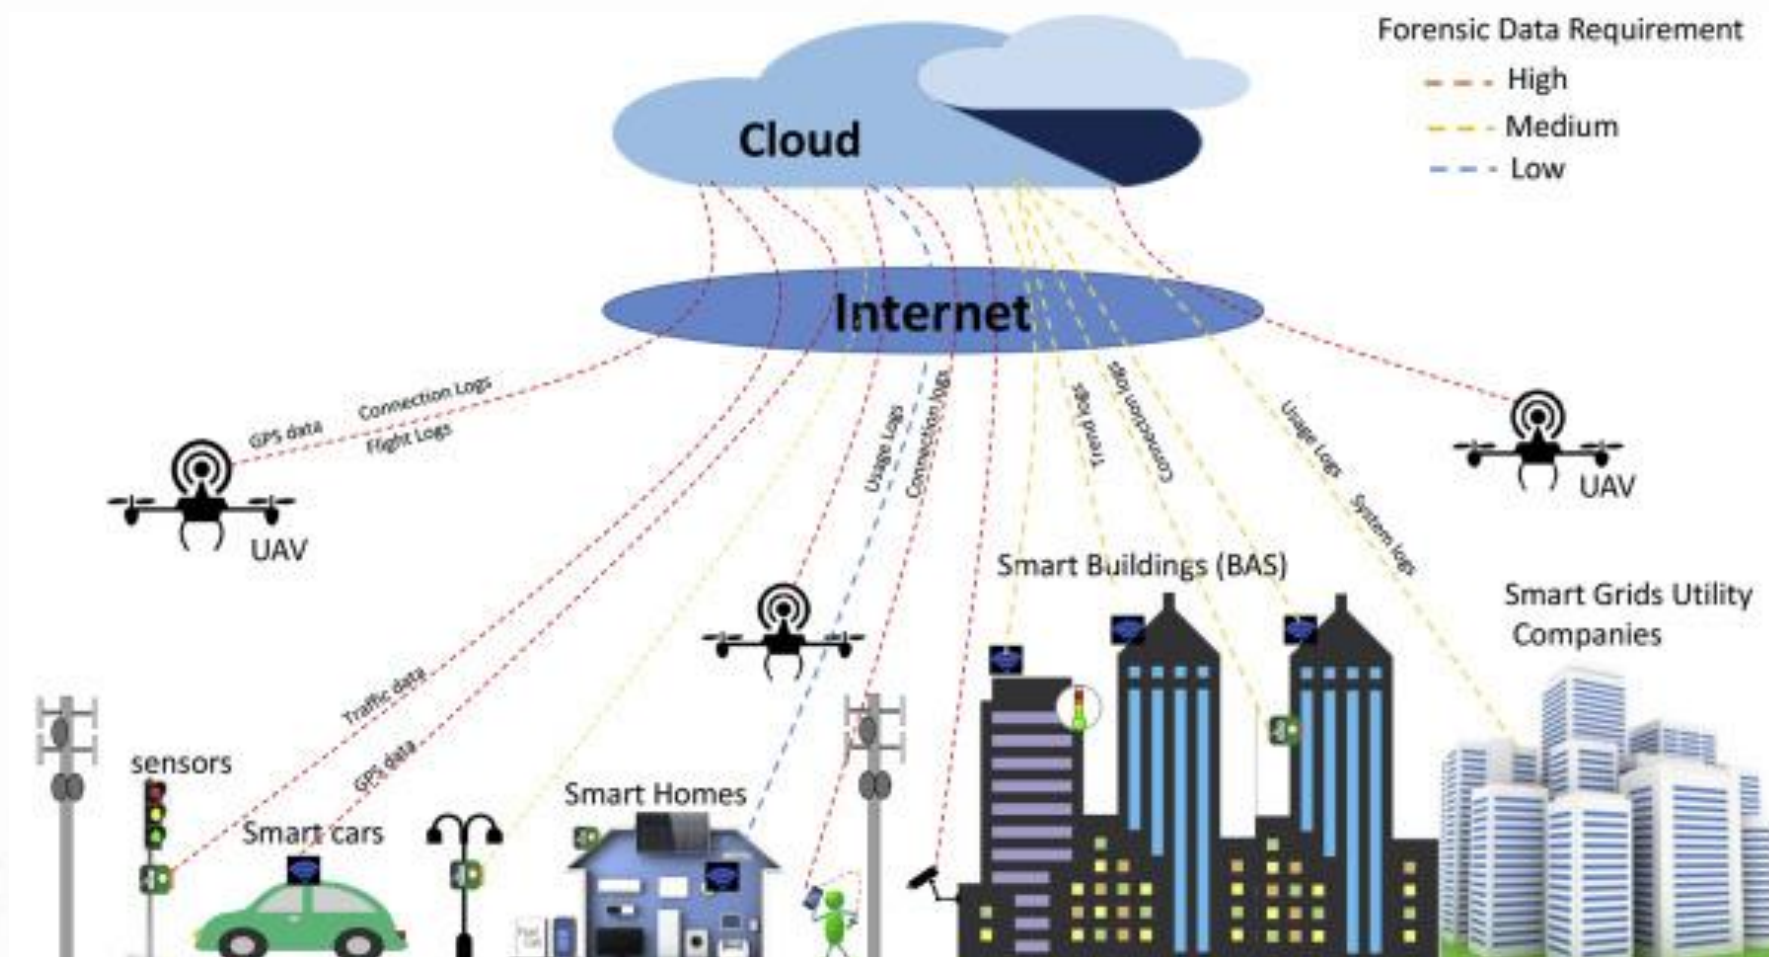 Forensic Data Requirement
High
Medium
Low
Cloud
Internet
Connection Logs
GPS data
Flight Logs
UAV
Usage Logs
Connection logs
Trend logs
Connection logs
Usage Logs
System logs
UAV
Smart Buildings (BAS)
Smart Grids Utility
Companies
Traffic data
GPS data
sensors
Smart cars
Smart Homes